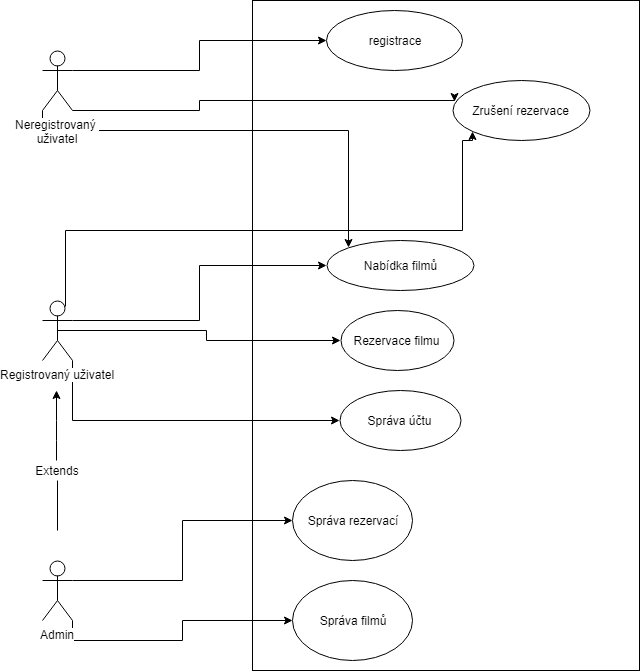 registrace
Zrušení rezervace
Neregistrovaný
uživatel
Nabídka filmů
Rezervace filmu
Registrovaný uživatel
Správa účtu
Extends
Správa rezervací
Správa filmů
Admin